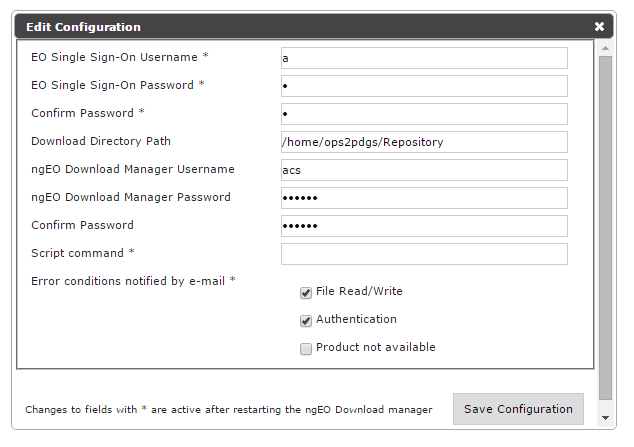 Edit Configuration
EO Single Sign-On Username * a
EO Single Sign-On Password * •
Confirm Password * •
Download Directory Path /home/ops2pdgs/Repository
ngEO Download Manager Username acs
ngEO Download Manager Password ••••••
Confirm Password ••••••
Script command *
Error conditions notified by e-mail *
File Read/Write
Authentication
Product not available
Changes to fields with * are active after restarting the ngEO Download manager Save Configuration